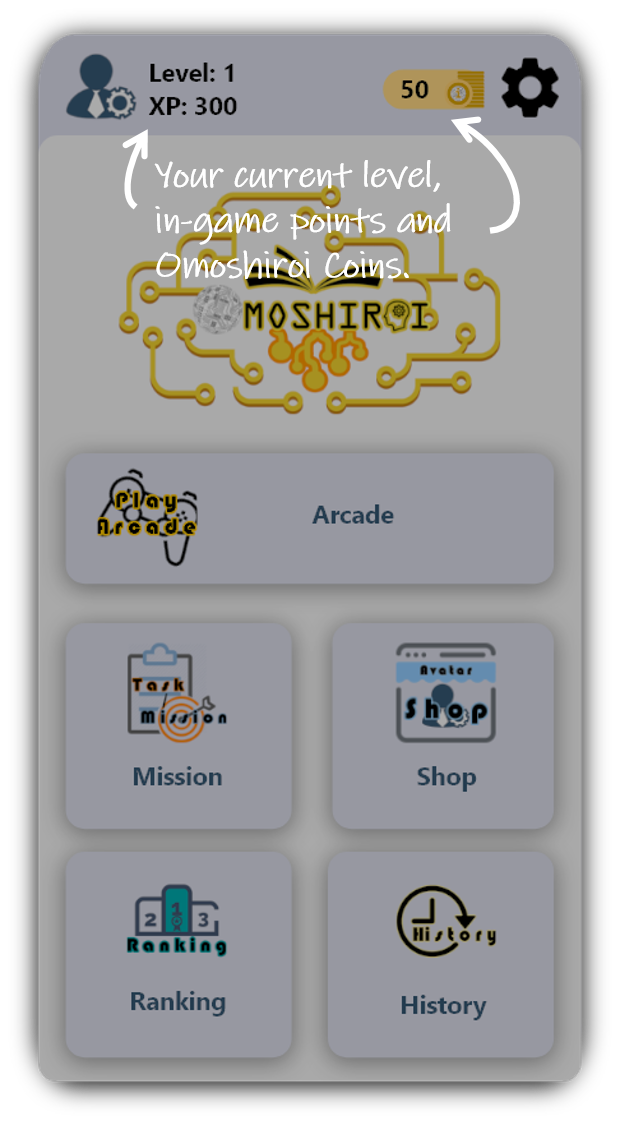 Level: 1
XP: 300
50
Your current level,
in-game points and
Omoshiroi Coins.
MOSHIROI
Play
Arcade
Arcade
Task
Mission
Mission
Avatar
Shop
Shop
2 1 3
Ranking
Ranking
History
History